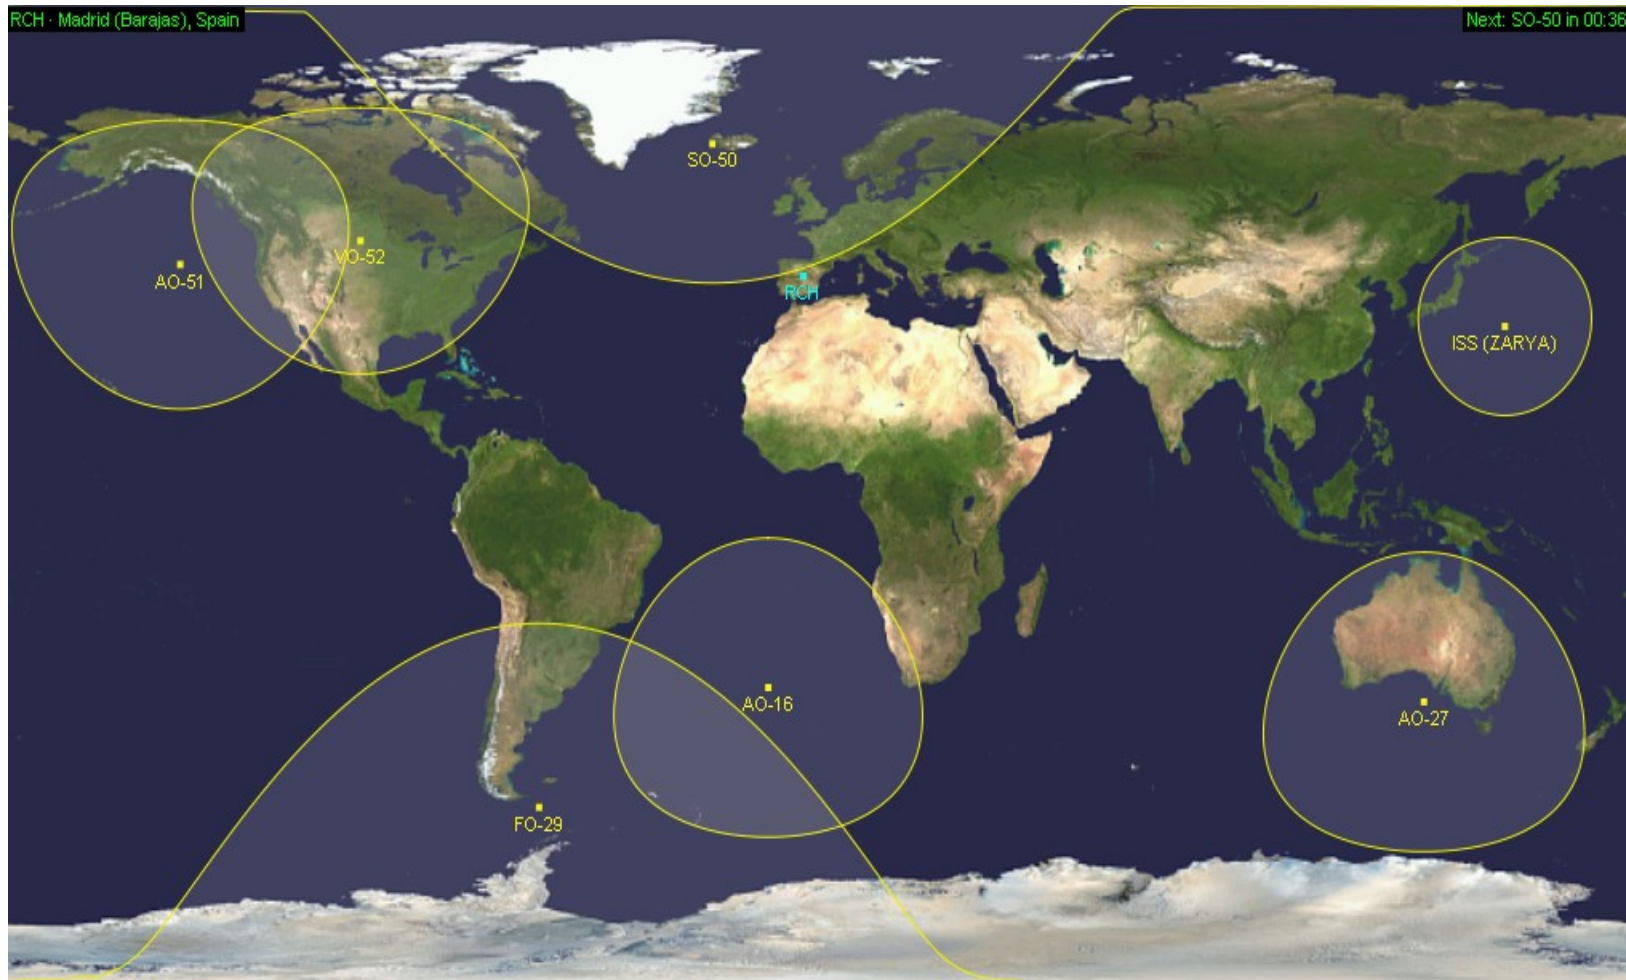 RCH · Madrid (Barajas), Spain
Next: SO-50 in 00:36
SO-50
VO-52
AO-51
RCH
ISS (ZARYA)
AO-16
AO-27
FO-29